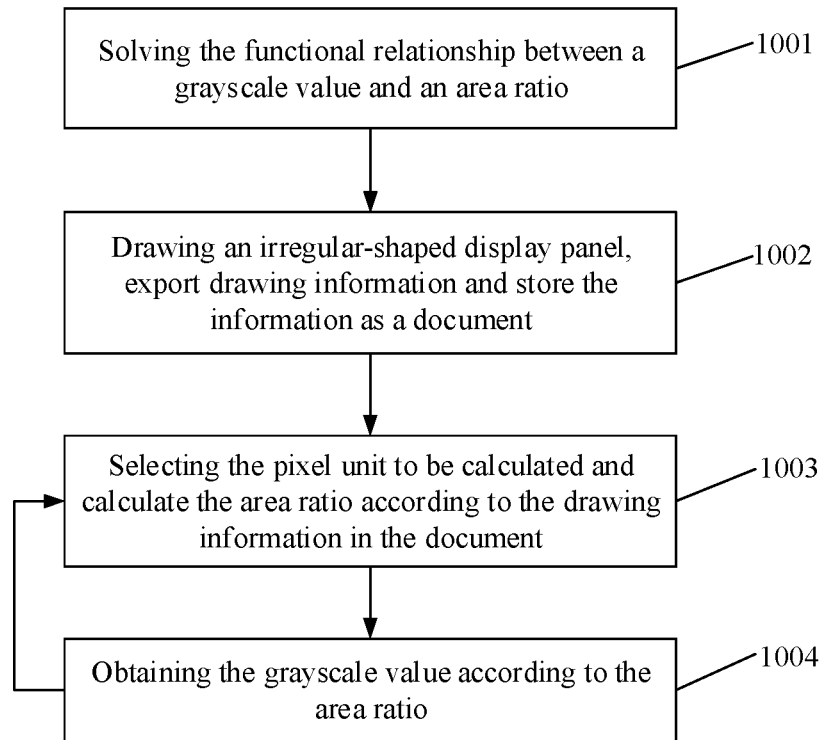 Solving the functional relationship between a
grayscale value and an area ratio
1001
Drawing an irregular-shaped display panel,
export drawing information and store the
information as a document
1002
Selecting the pixel unit to be calculated and
calculate the area ratio according to the drawing
information in the document
1003
Obtaining the grayscale value according to the
area ratio
1004